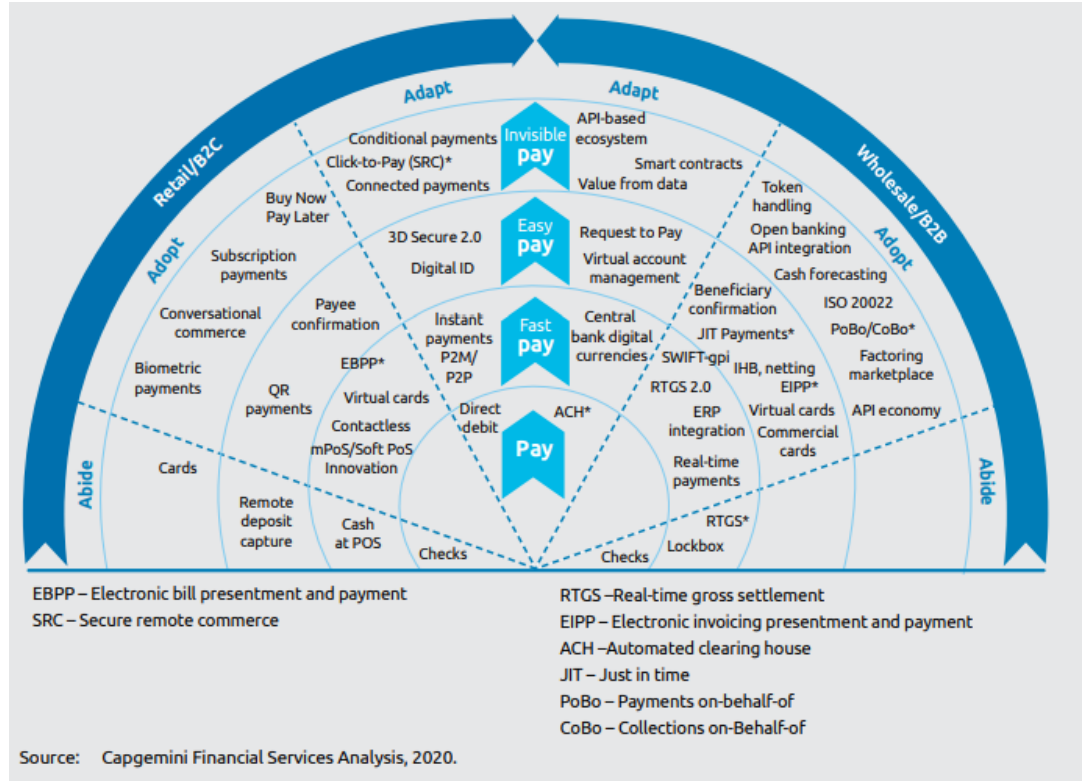 Adapt
Adapt
Retail/B2C
Wholesale/B2B
Adopt
Adopt
Abide
Abide
Invisible
pay
Easy
pay
Fast
pay
Pay
Conditional payments
Click-to-Pay (SRC)*
Connected payments
API-based
ecosystem
Smart contracts
Value from data
Buy Now
Pay Later
Subscription
payments
Conversational
commerce
Biometric
payments
Cards
3D Secure 2.0
Digital ID
Request to Pay
Virtual account
management
Payee
confirmation
QR
payments
Remote
deposit
capture
Instant
payments
P2M/
P2P
Central
bank digital
currencies
EBPP*
Virtual cards
Contactless
mPoS/Soft PoS
Innovation
Cash
at POS
Direct
debit
ACH*
Checks
Checks
Token
handling
Open banking
API integration
Cash forecasting
ISO 20022
PoBo/CoBo*
Factoring
marketplace
API economy
Beneficiary
confirmation
JIT Payments*
IHB, netting
EIPP*
Virtual cards
Commercial
cards
SWIFT-gpi
RTGS 2.0
ERP
integration
Real-time
payments
RTGS*
Lockbox
EBPP – Electronic bill presentment and payment
SRC – Secure remote commerce
RTGS –Real-time gross settlement
EIPP – Electronic invoicing presentment and payment
ACH –Automated clearing house
JIT – Just in time
PoBo – Payments on-behalf-of
CoBo – Collections on-Behalf-of
Source: Capgemini Financial Services Analysis, 2020.